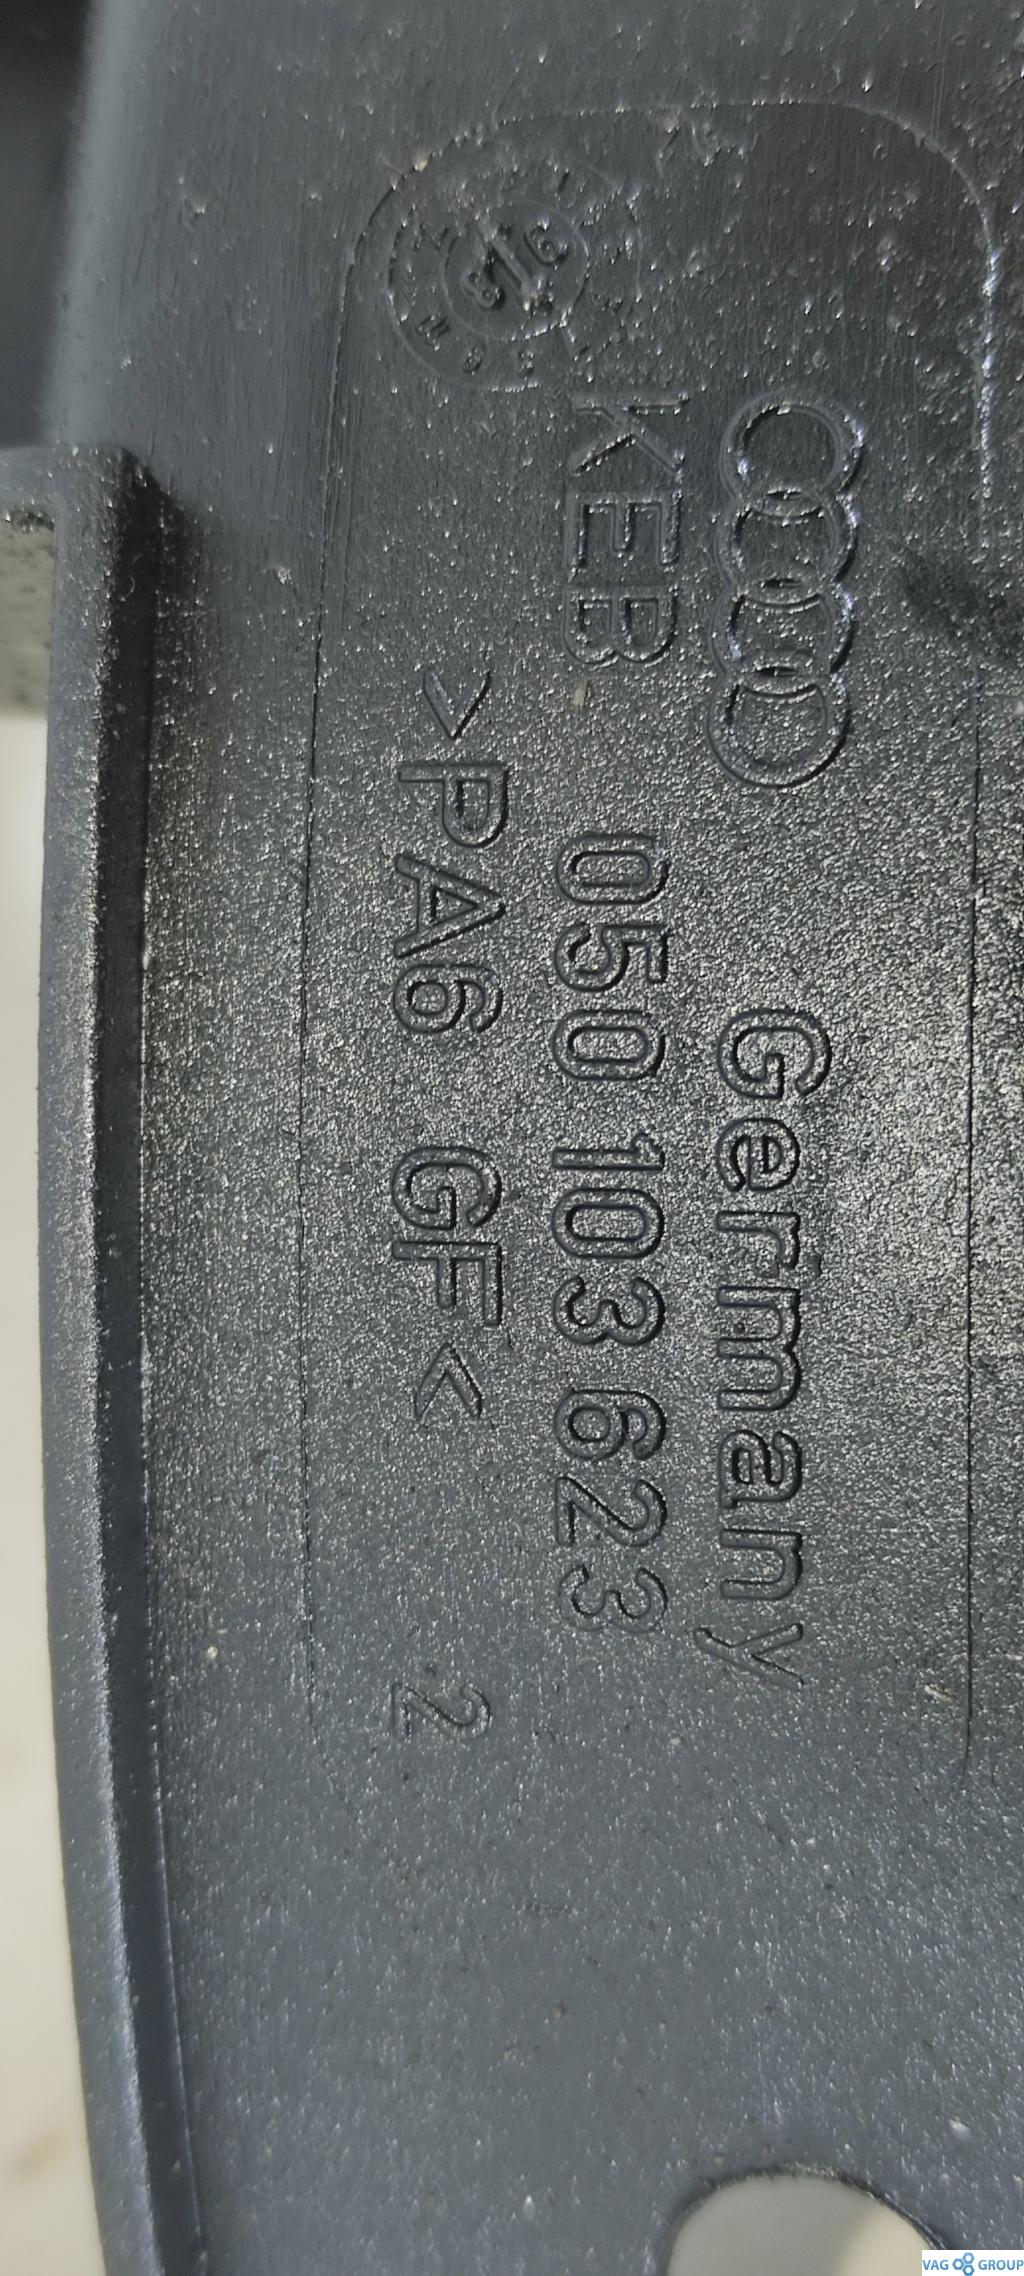 Germany
KEB 050 103 623
>PA6 GF< 2
VAG GROUP